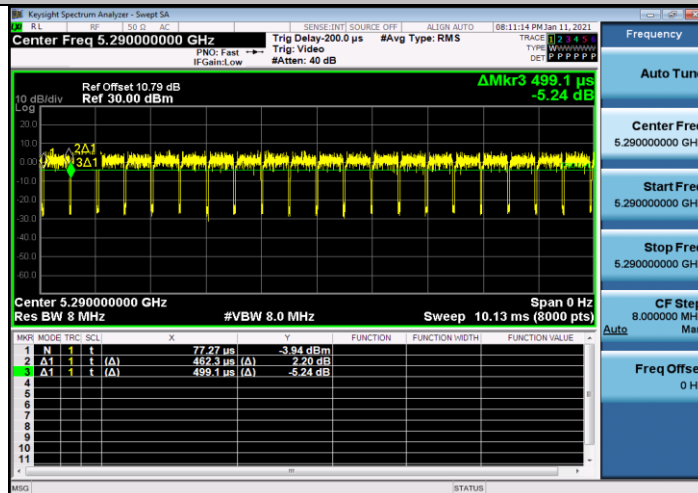 Keysight Spectrum Analyzer - Swept SA
RL RF 50 Ω AC SENSE:INT SOURCE OFF ALIGN AUTO 08:11:14 PM Jan 11, 2021
Center Freq 5.290000000 GHz
PNO: Fast
IFGain:Low
Trig Delay-200.0 µs #Avg Type: RMS
Trig: Video
#Atten: 40 dB
TRACE 1 2 3 4 5 6
TYPE WWWWWW
DET P P P P P P
ΔMkr3 499.1 µs
-5.24 dB
Ref Offset 10.79 dB
10 dB/div Ref 30.00 dBm
Log
20.0
10.0
0.00
-10.0
-20.0
-30.0
-40.0
-50.0
-60.0
1
2Δ1
3Δ1
Center 5.290000000 GHz Span 0 Hz
Res BW 8 MHz #VBW 8.0 MHz Sweep 10.13 ms (8000 pts)
MKR MODE TRC SCL X Y FUNCTION FUNCTION WIDTH FUNCTION VALUE
1 N 1 t 77.27 µs -3.94 dBm
2 Δ1 1 t (Δ) 462.3 µs (Δ) 2.20 dB
3 Δ1 1 t (Δ) 499.1 µs (Δ) -5.24 dB
4
5
6
7
8
9
10
11
MSG STATUS
Frequency
Auto Tun
Center Fre
5.290000000 GH
Start Fre
5.290000000 GH
Stop Fre
5.290000000 GH
CF Step
8.000000 MH
Auto Ma
Freq Offse
0 H